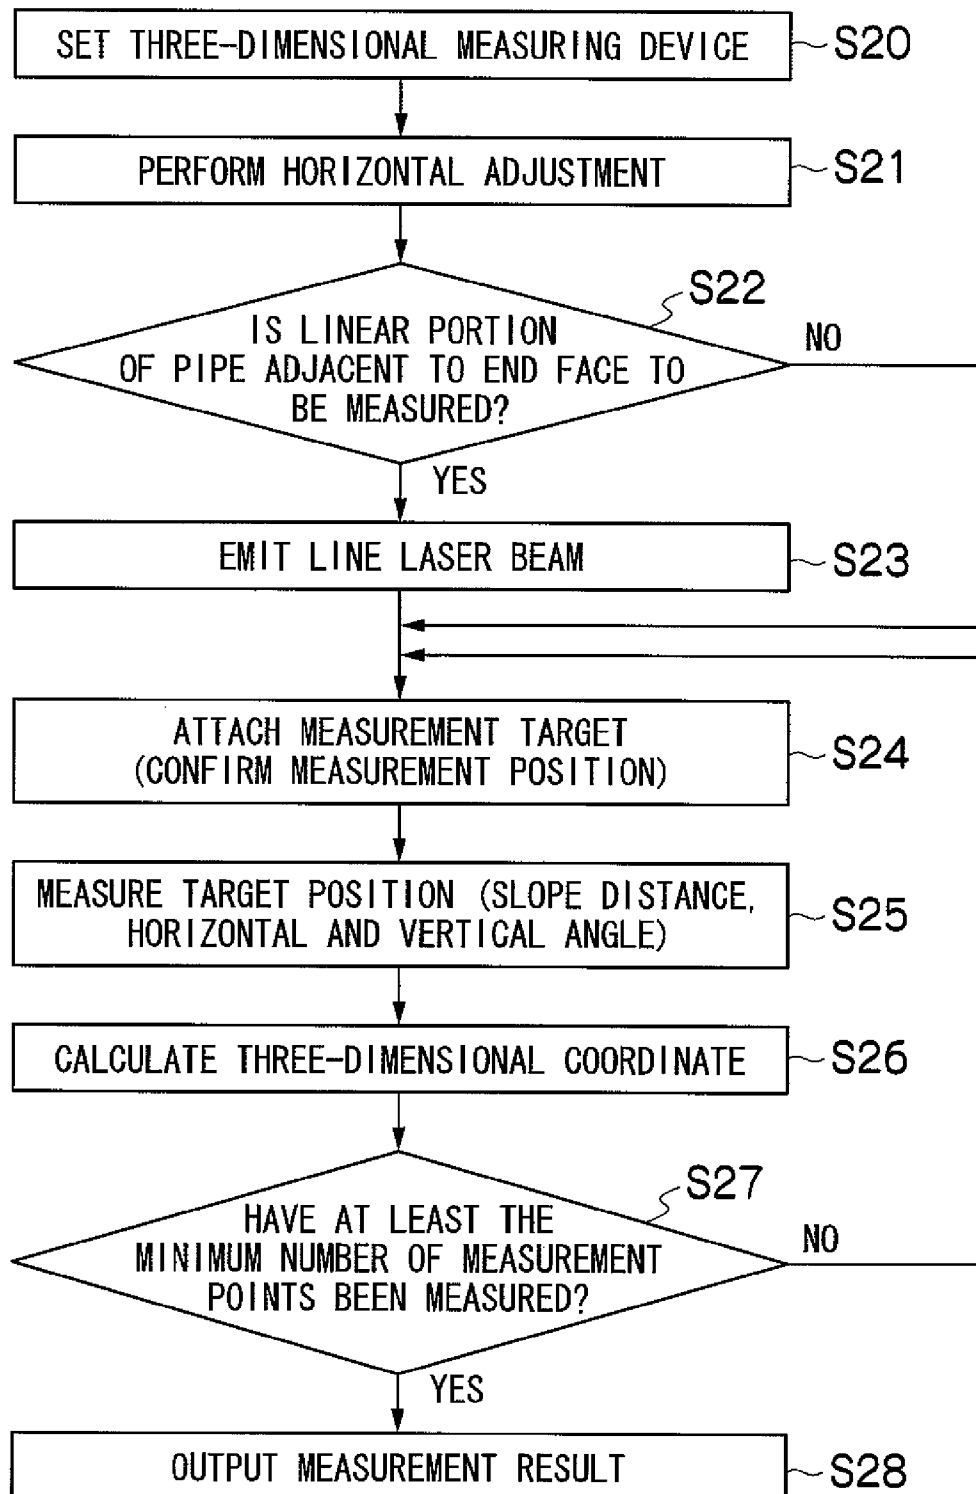 SET THREE-DIMENSIONAL MEASURING DEVICE
S20
PERFORM HORIZONTAL ADJUSTMENT
S21
S22
IS LINEAR PORTION
OF PIPE ADJACENT TO END FACE TO
BE MEASURED?
NO
YES
EMIT LINE LASER BEAM
S23
ATTACH MEASUREMENT TARGET
(CONFIRM MEASUREMENT POSITION)
S24
MEASURE TARGET POSITION (SLOPE DISTANCE,
HORIZONTAL AND VERTICAL ANGLE)
S25
CALCULATE THREE-DIMENSIONAL COORDINATE
S26
S27
HAVE AT LEAST THE
MINIMUM NUMBER OF MEASUREMENT
POINTS BEEN MEASURED?
NO
YES
OUTPUT MEASUREMENT RESULT
S28